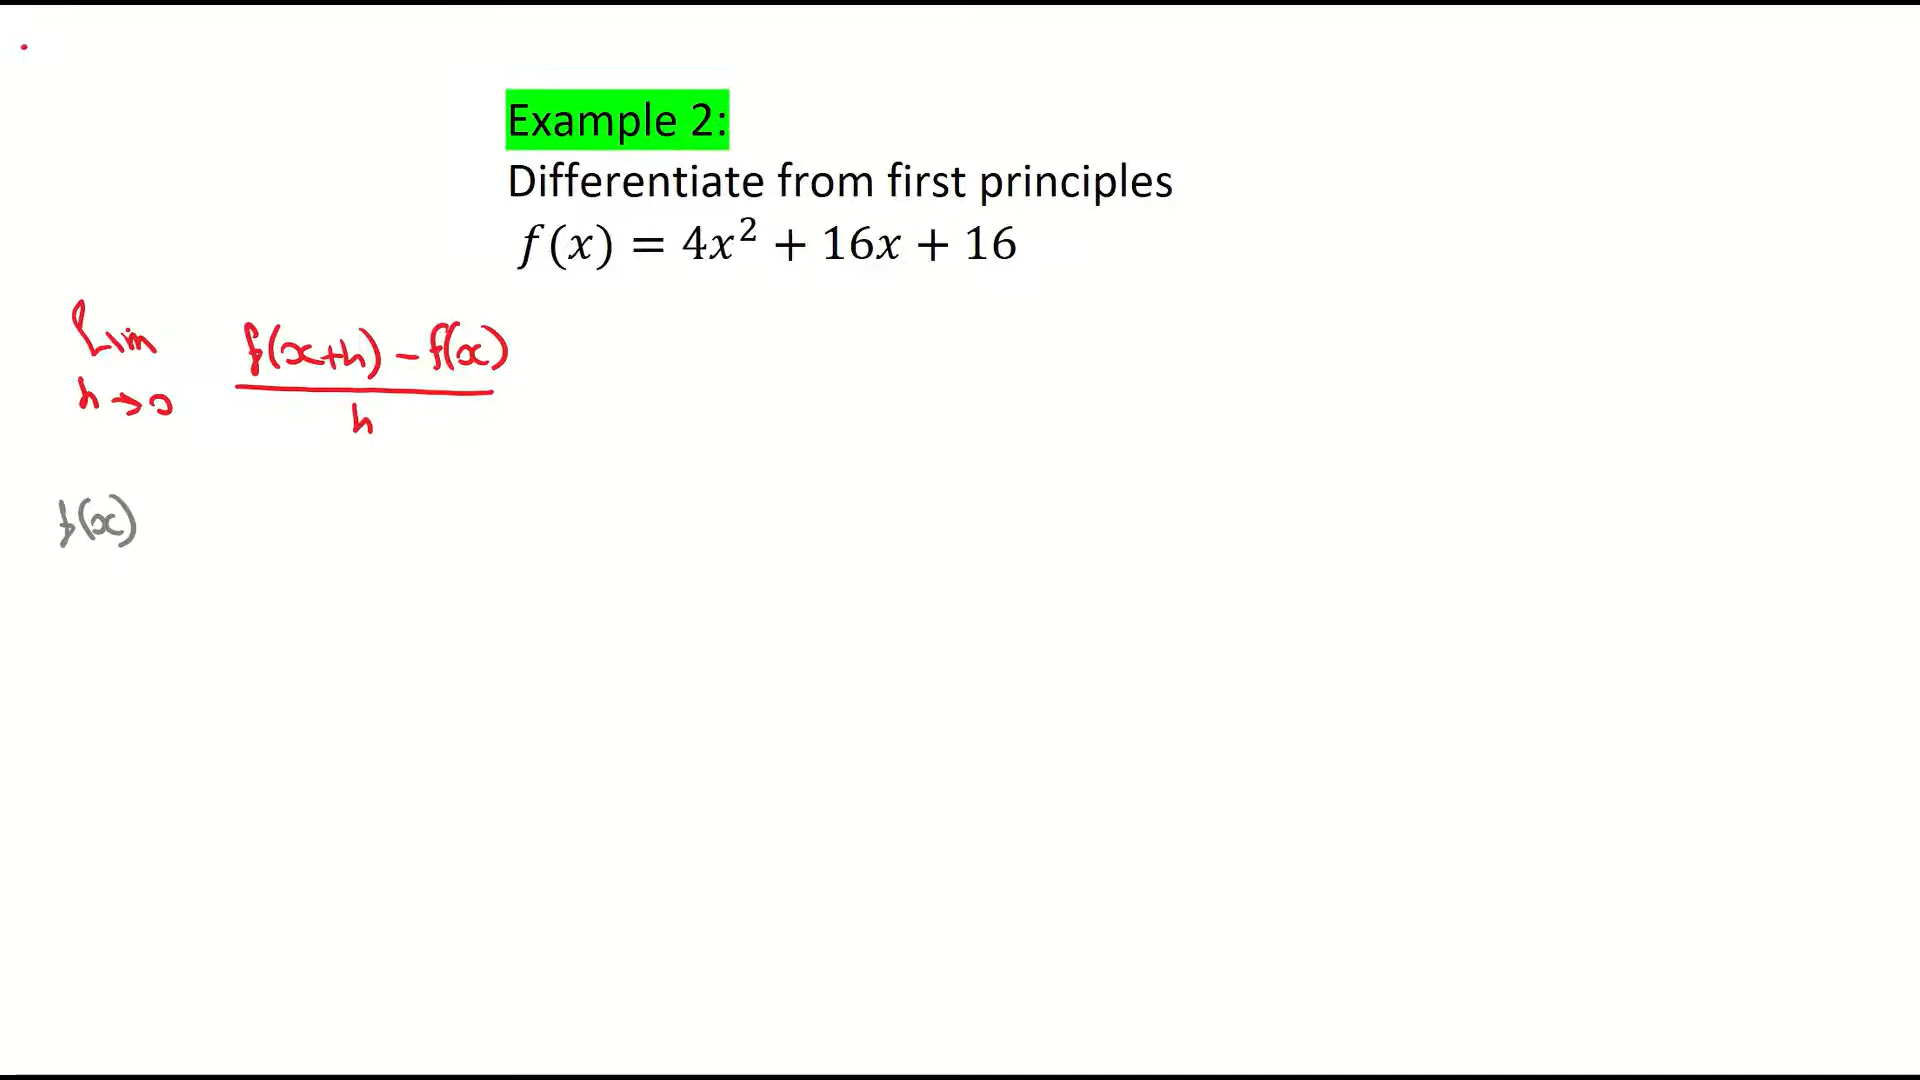 Example 2:
Differentiate from first principles
f(x) = 4x² + 16x + 16
Lim f(x+h) – f(x)
h→0 h
f(x)